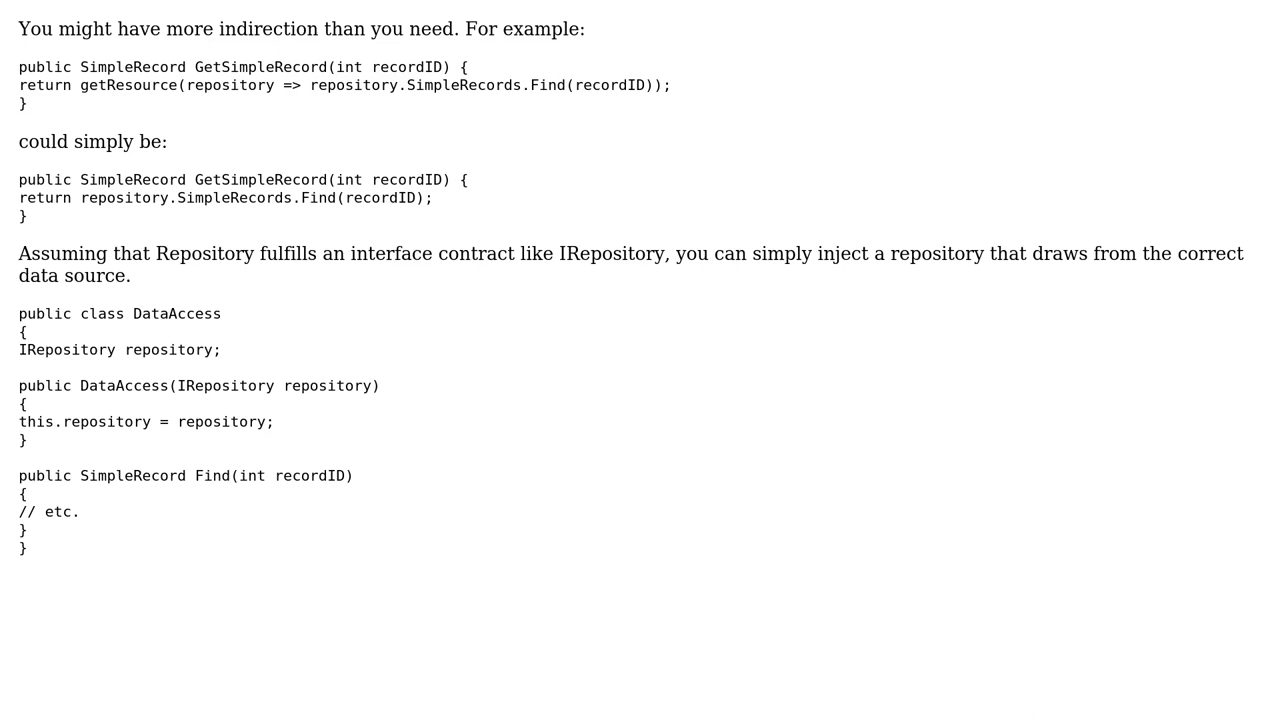 You might have more indirection than you need. For example:
public SimpleRecord GetSimpleRecord(int recordID) {
return getResource(repository => repository.SimpleRecords.Find(recordID));
}
could simply be:
public SimpleRecord GetSimpleRecord(int recordID) {
return repository.SimpleRecords.Find(recordID);
}
Assuming that Repository fulfills an interface contract like IRepository, you can simply inject a repository that draws from the correct
data source.
public class DataAccess
{
IRepository repository;
public DataAccess(IRepository repository)
{
this.repository = repository;
}
public SimpleRecord Find(int recordID)
{
// etc.
}
}